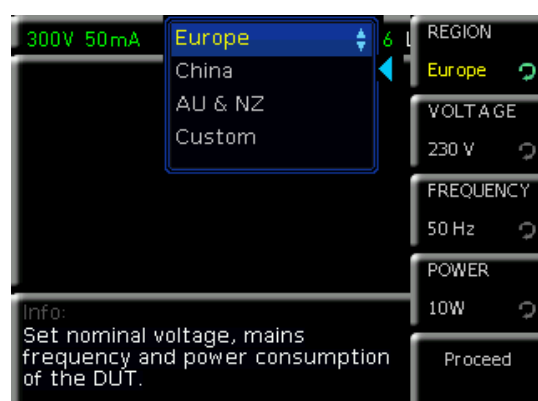 300V 50mA
6
Europe
China
AU & NZ
Custom
REGION
Europe
VOLTAGE
230 V
FREQUENCY
50 Hz
POWER
10W
Proceed
Info:
Set nominal voltage, mains
frequency and power consumption
of the DUT.